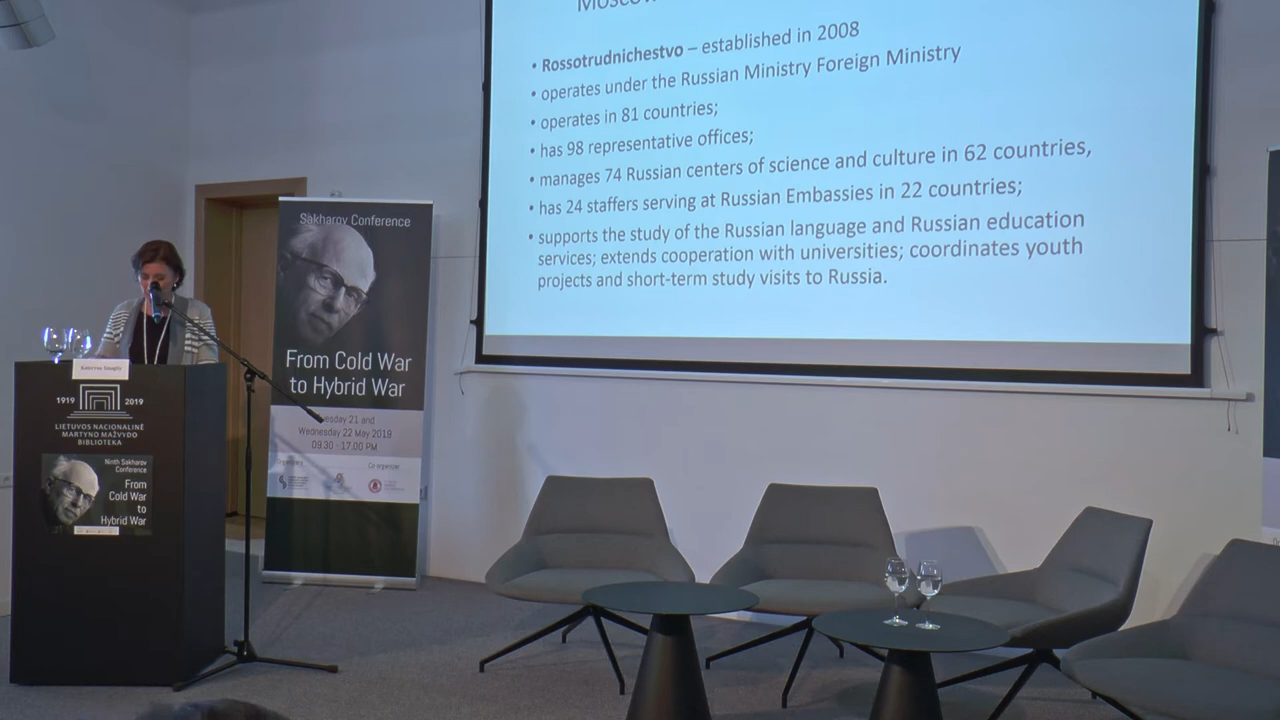 Moscow
• Rossotrudnichestvo – established in 2008
• operates under the Russian Ministry Foreign Ministry
• operates in 81 countries;
• has 98 representative offices;
• manages 74 Russian centers of science and culture in 62 countries,
• has 24 staffers serving at Russian Embassies in 22 countries;
• supports the study of the Russian language and Russian education
services; extends cooperation with universities; coordinates youth
projects and short-term study visits to Russia.
Sakharov Conference
From Cold War
to Hybrid War
21 and
Wednesday 22 May 2019
09.30 - 17.00 PM
Co-organizer
1919 2019
LIETUVOS NACIONALINĖ
MARTYNO MAŽVYDO
BIBLIOTEKA
Ninth Sakharov
Conference
From
Cold War
to
Hybrid War